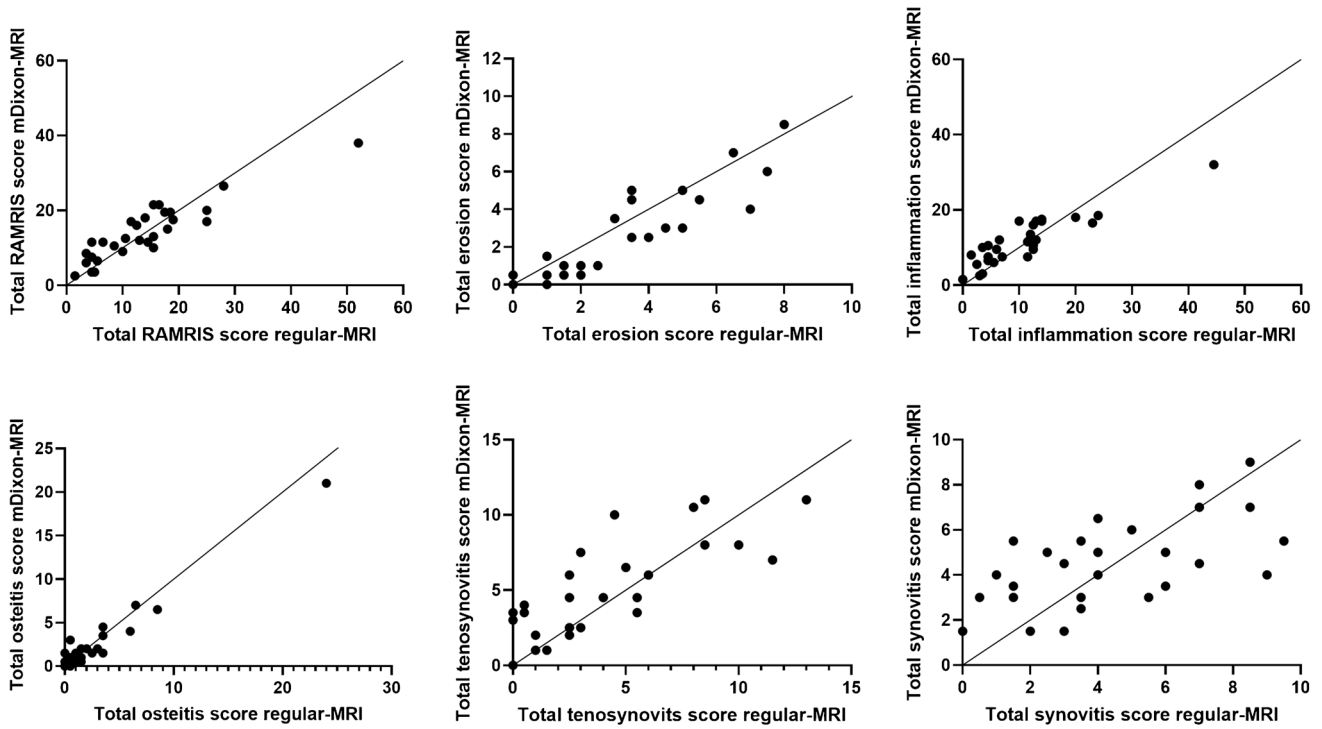 Total RAMRIS score mDixon-MRI
60
40
20
0
0 10 20 30 40 50 60
Total RAMRIS score regular-MRI
Total erosion score mDixon-MRI
12
10
8
6
4
2
0
0 2 4 6 8 10
Total erosion score regular-MRI
Total inflammation score mDixon-MRI
60
40
20
0
0 10 20 30 40 50 60
Total inflammation score regular-MRI
Total osteitis score mDixon-MRI
25
20
15
10
5
0
0 10 20 30
Total osteitis score regular-MRI
Total tenosynovitis score mDixon-MRI
15
10
5
0
0 5 10 15
Total tenosynovits score regular-MRI
Total synovitis score mDixon-MRI
10
8
6
4
2
0
0 2 4 6 8 10
Total synovitis score regular-MRI